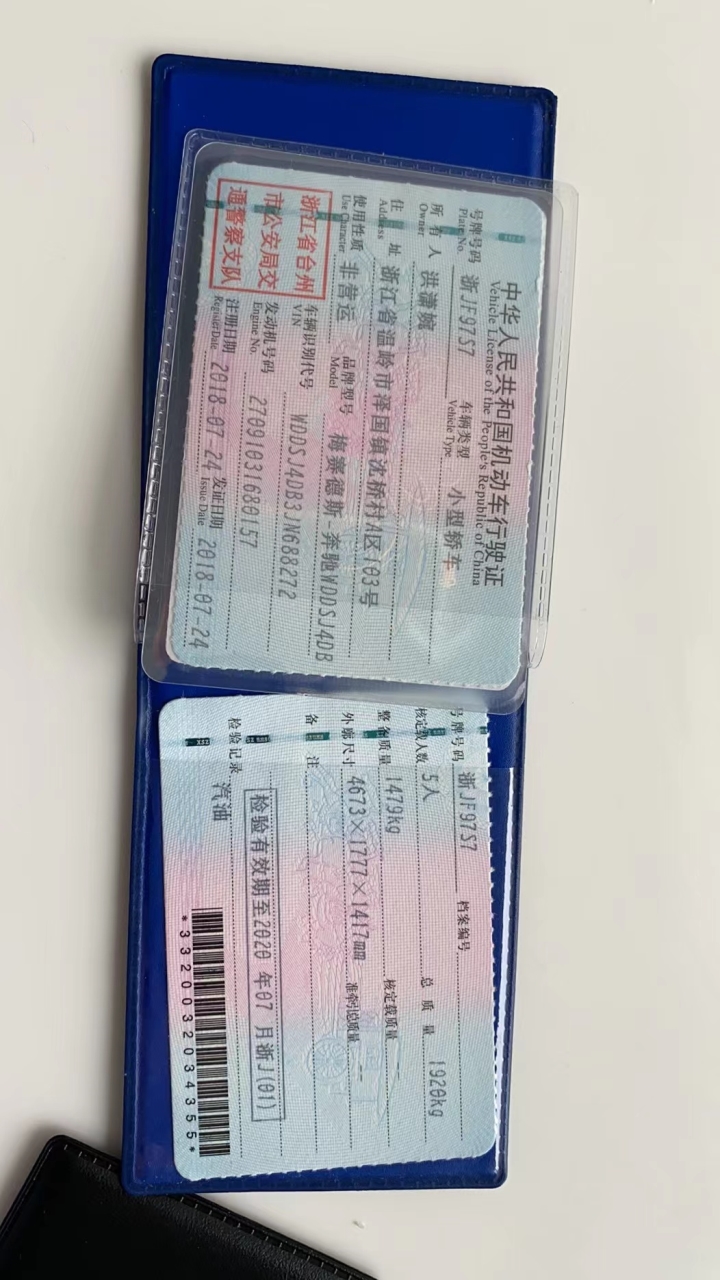 中华人民共和国机动车行驶证
Vehicle License of the People's Republic of China
号牌号码 浙JF97S7 车辆类型 小型轿车
Plate No. Vehicle Type
所有人 洪潇婉
Owner
住址 浙江省温岭市泽国镇沈桥村A区103号
Address
使用性质 非营运 品牌型号 梅赛德斯-奔驰WDDSJ4DB
Use Character Model
浙江省台州
市公安局交
通警察支队
车辆识别代号 WDDSJ4DB3JN688272
VIN
发动机号码 27091031680157
Engine No.
注册日期 2018-07-24 发证日期 2018-07-24
Register Date Issue Date
号牌号码 浙JF97S7 档案编号
核定载人数 5人 总质量 1920kg
整备质量 1479kg 核定载质量
外廓尺寸 4673×1777×1417mm 准牵引总质量 --
备注
检验有效期至2020年07月浙J(01)
检验记录
汽油
*3320032034355*